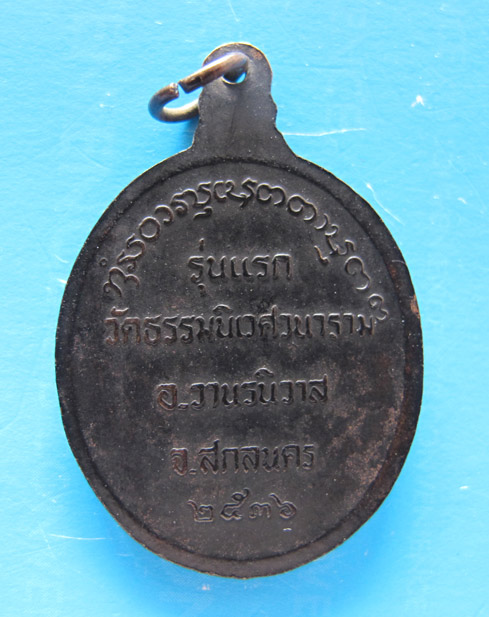 รุ่นแรก
วัดธรรมนิเวศวนาราม
อ.วานรนิวาส
จ.สกลนคร
๒๕๓๖